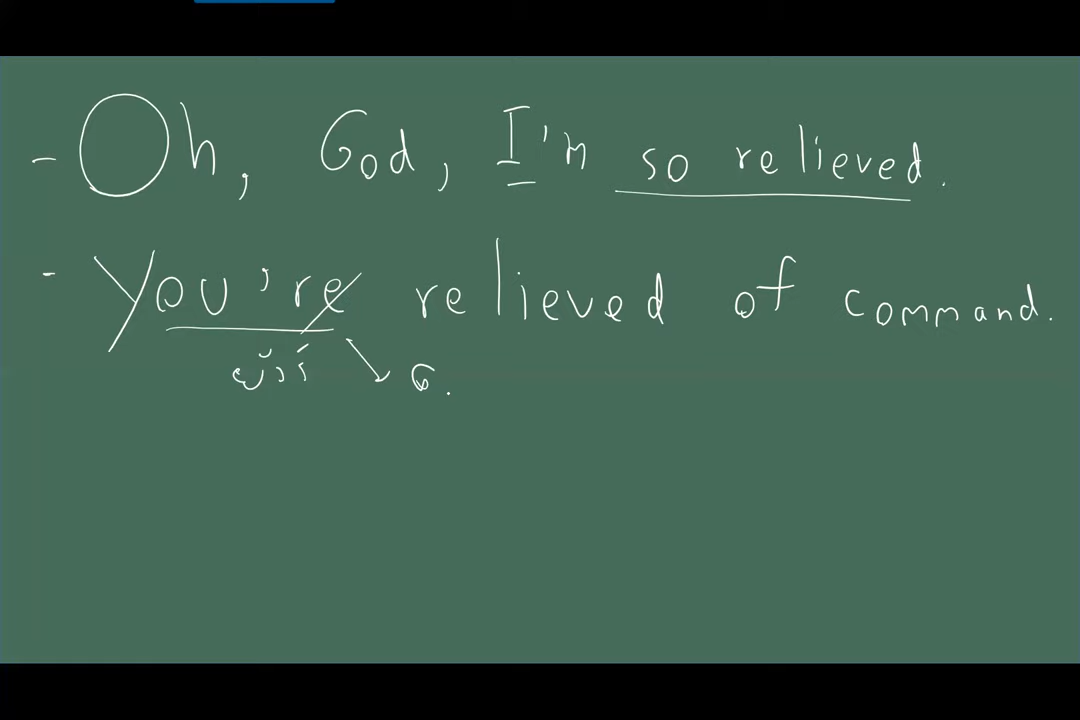 - Oh, God, I'm so relieved.
- You're relieved of command.